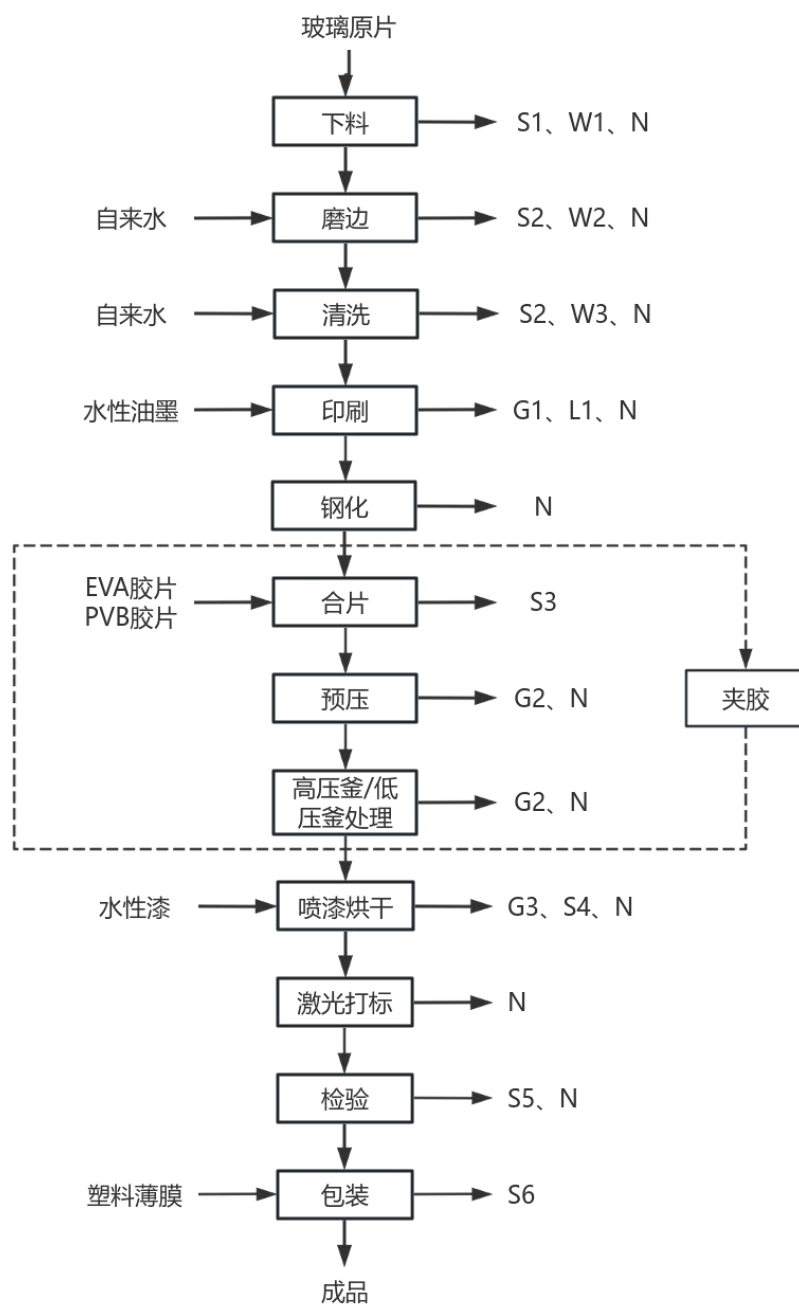 玻璃原片
下料
S1、W1、N
自来水
磨边
S2、W2、N
自来水
清洗
S2、W3、N
水性油墨
印刷
G1、L1、N
钢化
N
EVA胶片
PVB胶片
合片
S3
预压
G2、N
夹胶
高压釜/低
压釜处理
G2、N
水性漆
喷漆烘干
G3、S4、N
激光打标
N
检验
S5、N
塑料薄膜
包装
S6
成品